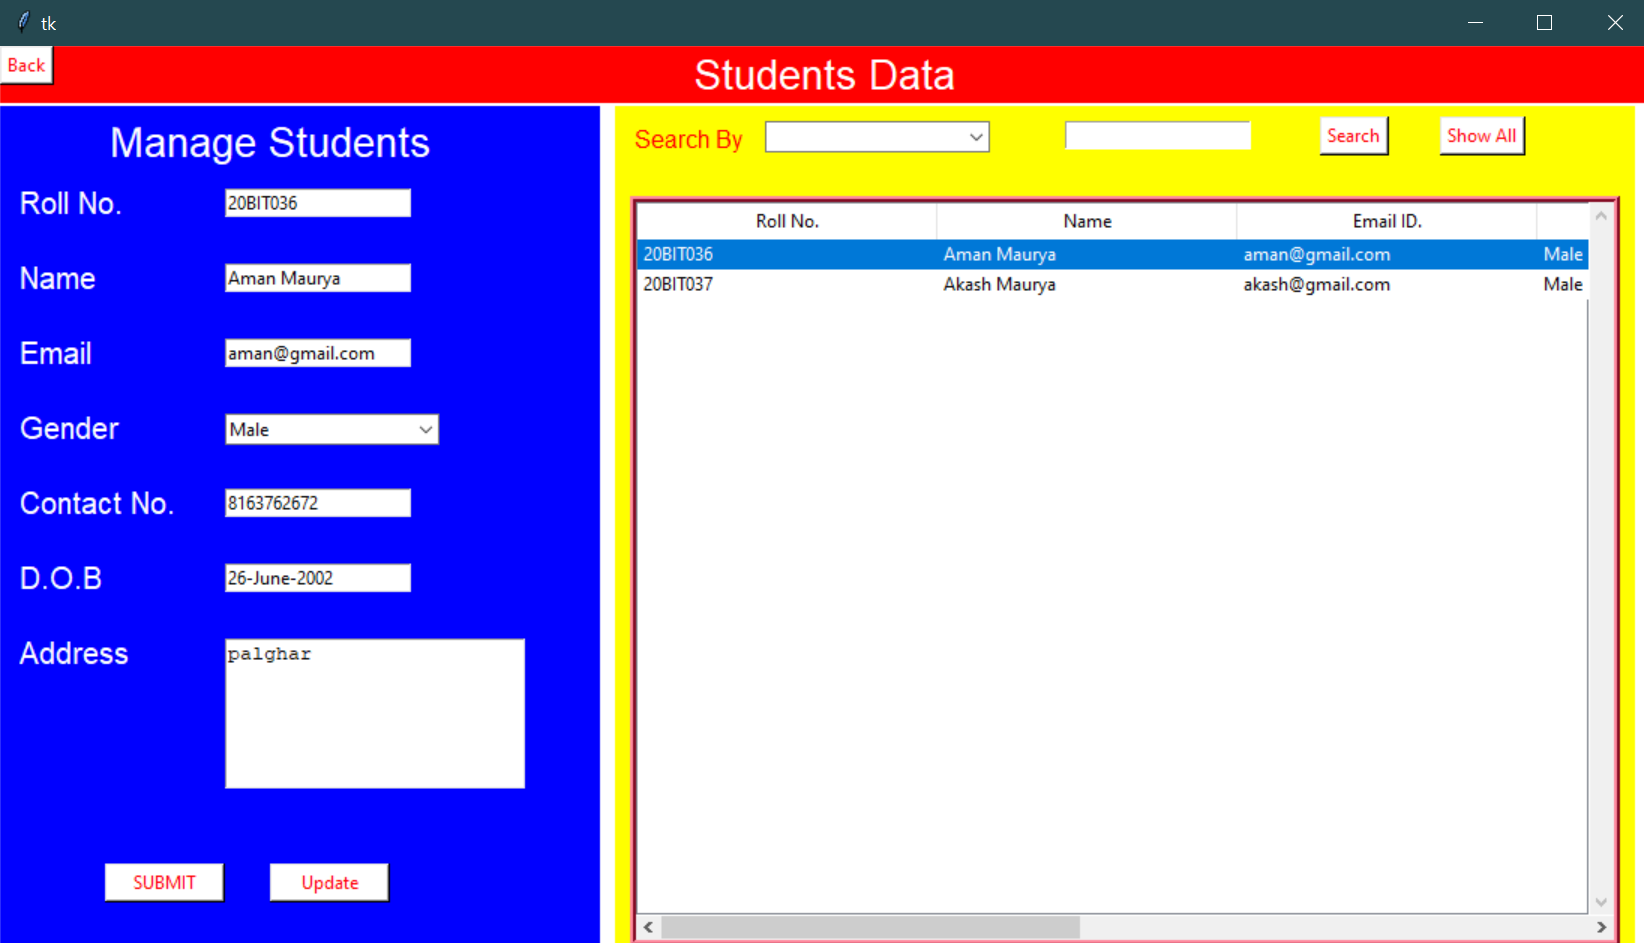 tk
Back
Students Data
Manage Students
Roll No. 20BIT036
Name Aman Maurya
Email aman@gmail.com
Gender Male
Contact No. 8163762672
D.O.B 26-June-2002
Address palghar
SUBMIT Update
Search By Search Show All
Roll No. Name Email ID.
20BIT036 Aman Maurya aman@gmail.com Male
20BIT037 Akash Maurya akash@gmail.com Male